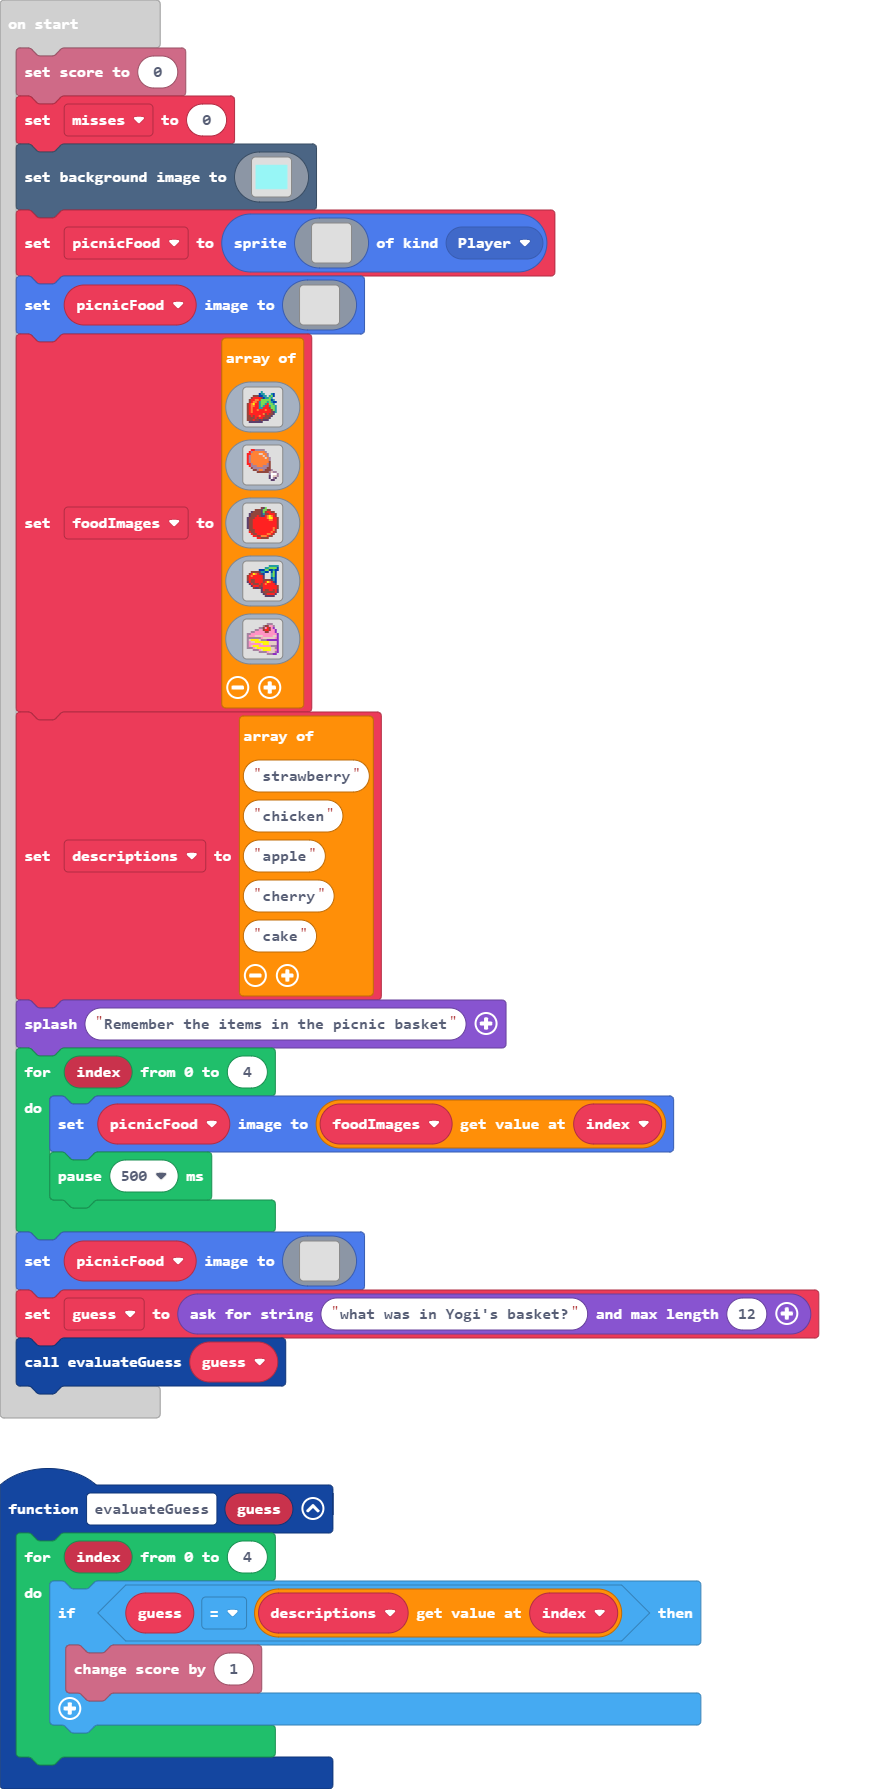 on start
set score to 0
set misses to 0
set background image to
set picnicFood to sprite of kind Player
set picnicFood image to
array of
set foodImages to
array of
"strawberry"
"chicken"
set descriptions to "apple"
"cherry"
"cake"
splash "Remember the items in the picnic basket"
for index from 0 to 4
do
set picnicFood image to foodImages get value at index
pause 500 ms
set picnicFood image to
set guess to ask for string "what was in Yogi's basket?" and max length 12
call evaluateGuess guess
function evaluateGuess guess
for index from 0 to 4
do
if guess = descriptions get value at index then
change score by 1